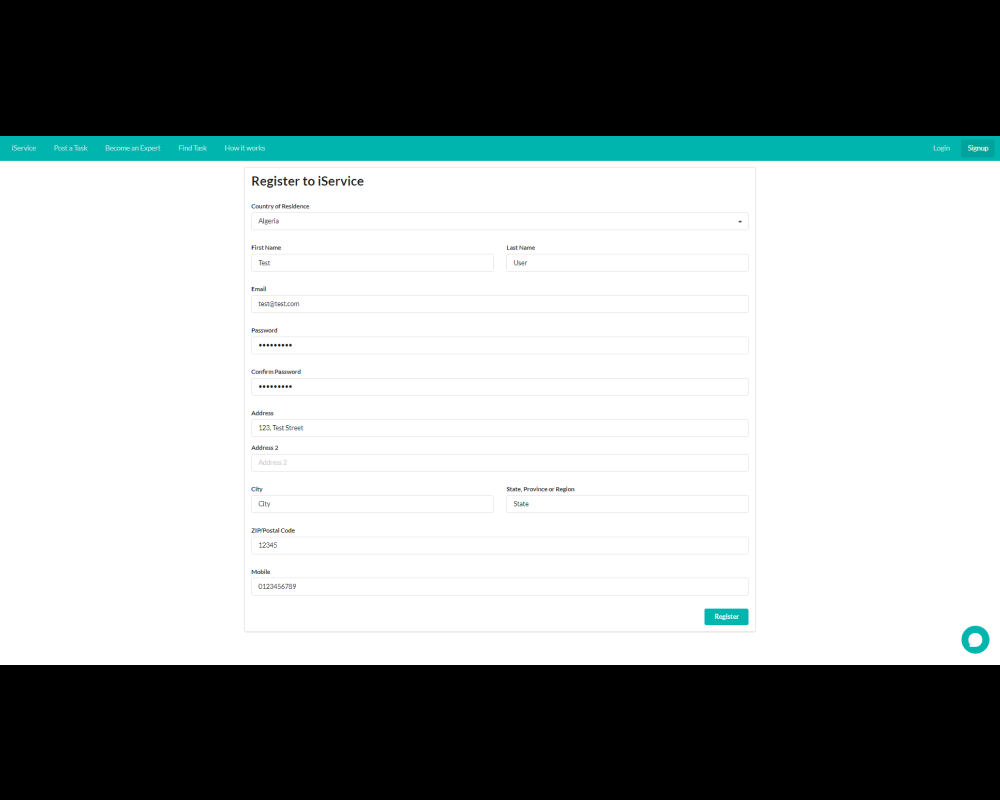 iService Post a Task Become an Expert Find Task How it works Login Signup
Register to iService
Country of Residence
Algeria
First Name Last Name
Test User
Email
test@test.com
Password
•••••••••
Confirm Password
•••••••••
Address
123, Test Street
Address 2
Address 2
City State, Province or Region
City State
ZIP/Postal Code
12345
Mobile
0123456789
Register